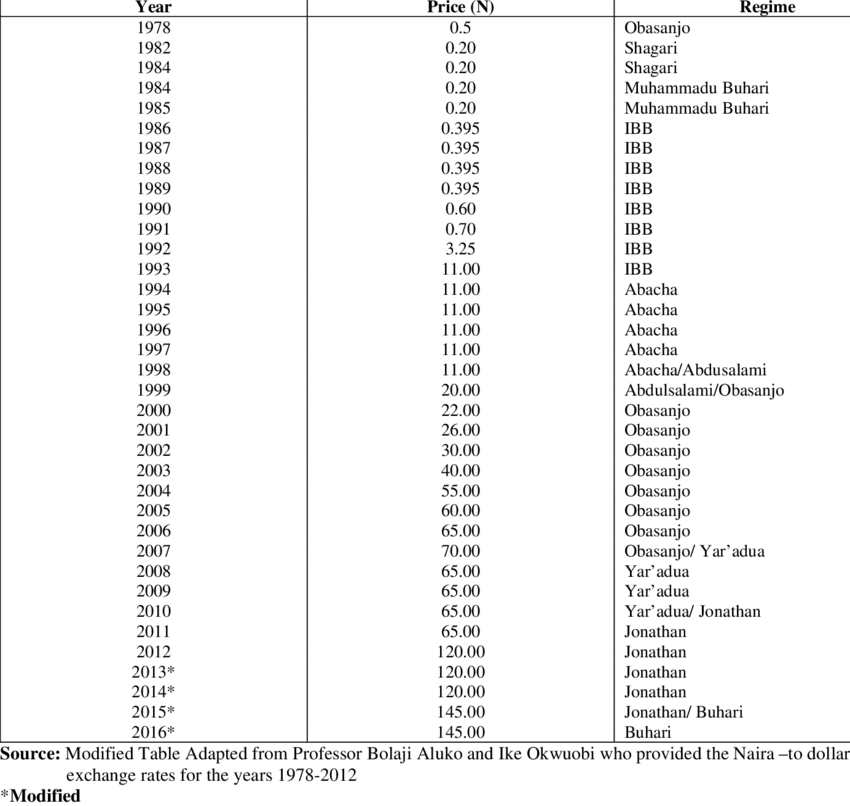 Year Price (N) Regime
1978 0.5 Obasanjo
1982 0.20 Shagari
1984 0.20 Shagari
1984 0.20 Muhammadu Buhari
1985 0.20 Muhammadu Buhari
1986 0.395 IBB
1987 0.395 IBB
1988 0.395 IBB
1989 0.395 IBB
1990 0.60 IBB
1991 0.70 IBB
1992 3.25 IBB
1993 11.00 IBB
1994 11.00 Abacha
1995 11.00 Abacha
1996 11.00 Abacha
1997 11.00 Abacha
1998 11.00 Abacha/Abdusalami
1999 20.00 Abdulsalami/Obasanjo
2000 22.00 Obasanjo
2001 26.00 Obasanjo
2002 30.00 Obasanjo
2003 40.00 Obasanjo
2004 55.00 Obasanjo
2005 60.00 Obasanjo
2006 65.00 Obasanjo
2007 70.00 Obasanjo/ Yar’adua
2008 65.00 Yar’adua
2009 65.00 Yar’adua
2010 65.00 Yar’adua/ Jonathan
2011 65.00 Jonathan
2012 120.00 Jonathan
2013* 120.00 Jonathan
2014* 120.00 Jonathan
2015* 145.00 Jonathan/ Buhari
2016* 145.00 Buhari
Source: Modified Table Adapted from Professor Bolaji Aluko and Ike Okwuobi who provided the Naira –to dollar
exchange rates for the years 1978-2012
*Modified